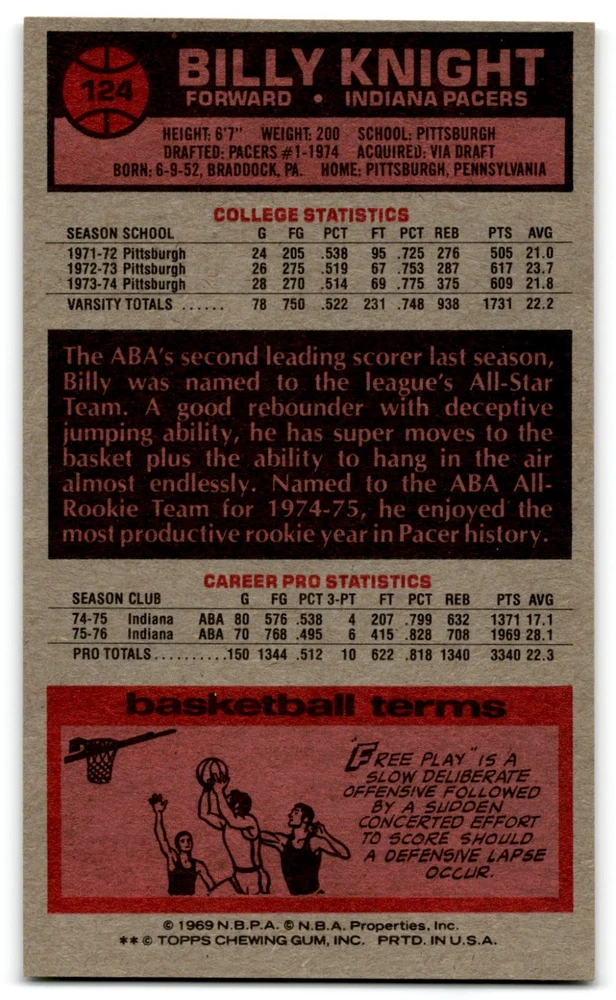 124
BILLY KNIGHT
FORWARD • INDIANA PACERS
HEIGHT: 6'7" WEIGHT: 200 SCHOOL: PITTSBURGH
DRAFTED: PACERS #1-1974 ACQUIRED: VIA DRAFT
BORN: 6-9-52, BRADDOCK, PA. HOME: PITTSBURGH, PENNSYLVANIA
COLLEGE STATISTICS
SEASON SCHOOL G FG PCT FT PCT REB PTS AVG
1971-72 Pittsburgh 24 205 .538 95 .725 276 505 21.0
1972-73 Pittsburgh 26 275 .519 67 .753 287 617 23.7
1973-74 Pittsburgh 28 270 .514 69 .775 375 609 21.8
VARSITY TOTALS ...... 78 750 .522 231 .748 938 1731 22.2
The ABA's second leading scorer last season,
Billy was named to the league's All-Star
Team. A good rebounder with deceptive
jumping ability, he has super moves to the
basket plus the ability to hang in the air
almost endlessly. Named to the ABA All-
Rookie Team for 1974-75, he enjoyed the
most productive rookie year in Pacer history.
CAREER PRO STATISTICS
SEASON CLUB G FG PCT 3-PT FT PCT REB PTS AVG
74-75 Indiana ABA 80 576 .538 4 207 .799 632 1371 17.1
75-76 Indiana ABA 70 768 .495 6 415 .828 708 1969 28.1
PRO TOTALS..........150 1344 .512 10 622 .818 1340 3340 22.3
basketball terms
"FREE PLAY" IS A
SLOW DELIBERATE
OFFENSIVE FOLLOWED
BY A SUDDEN
CONCERTED EFFORT
TO SCORE SHOULD
A DEFENSIVE LAPSE
OCCUR.
© 1969 N.B.P.A. © N.B.A. Properties, Inc.
** © TOPPS CHEWING GUM, INC. PRTD. IN U.S.A.